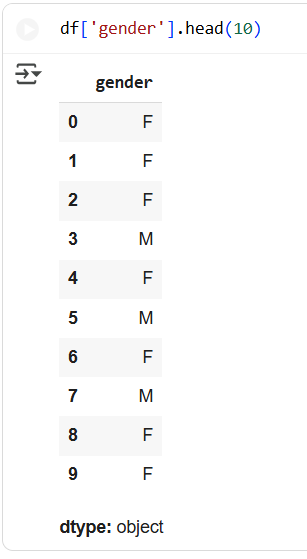 df['gender'].head(10)
gender
0 F
1 F
2 F
3 M
4 F
5 M
6 F
7 M
8 F
9 F
dtype: object